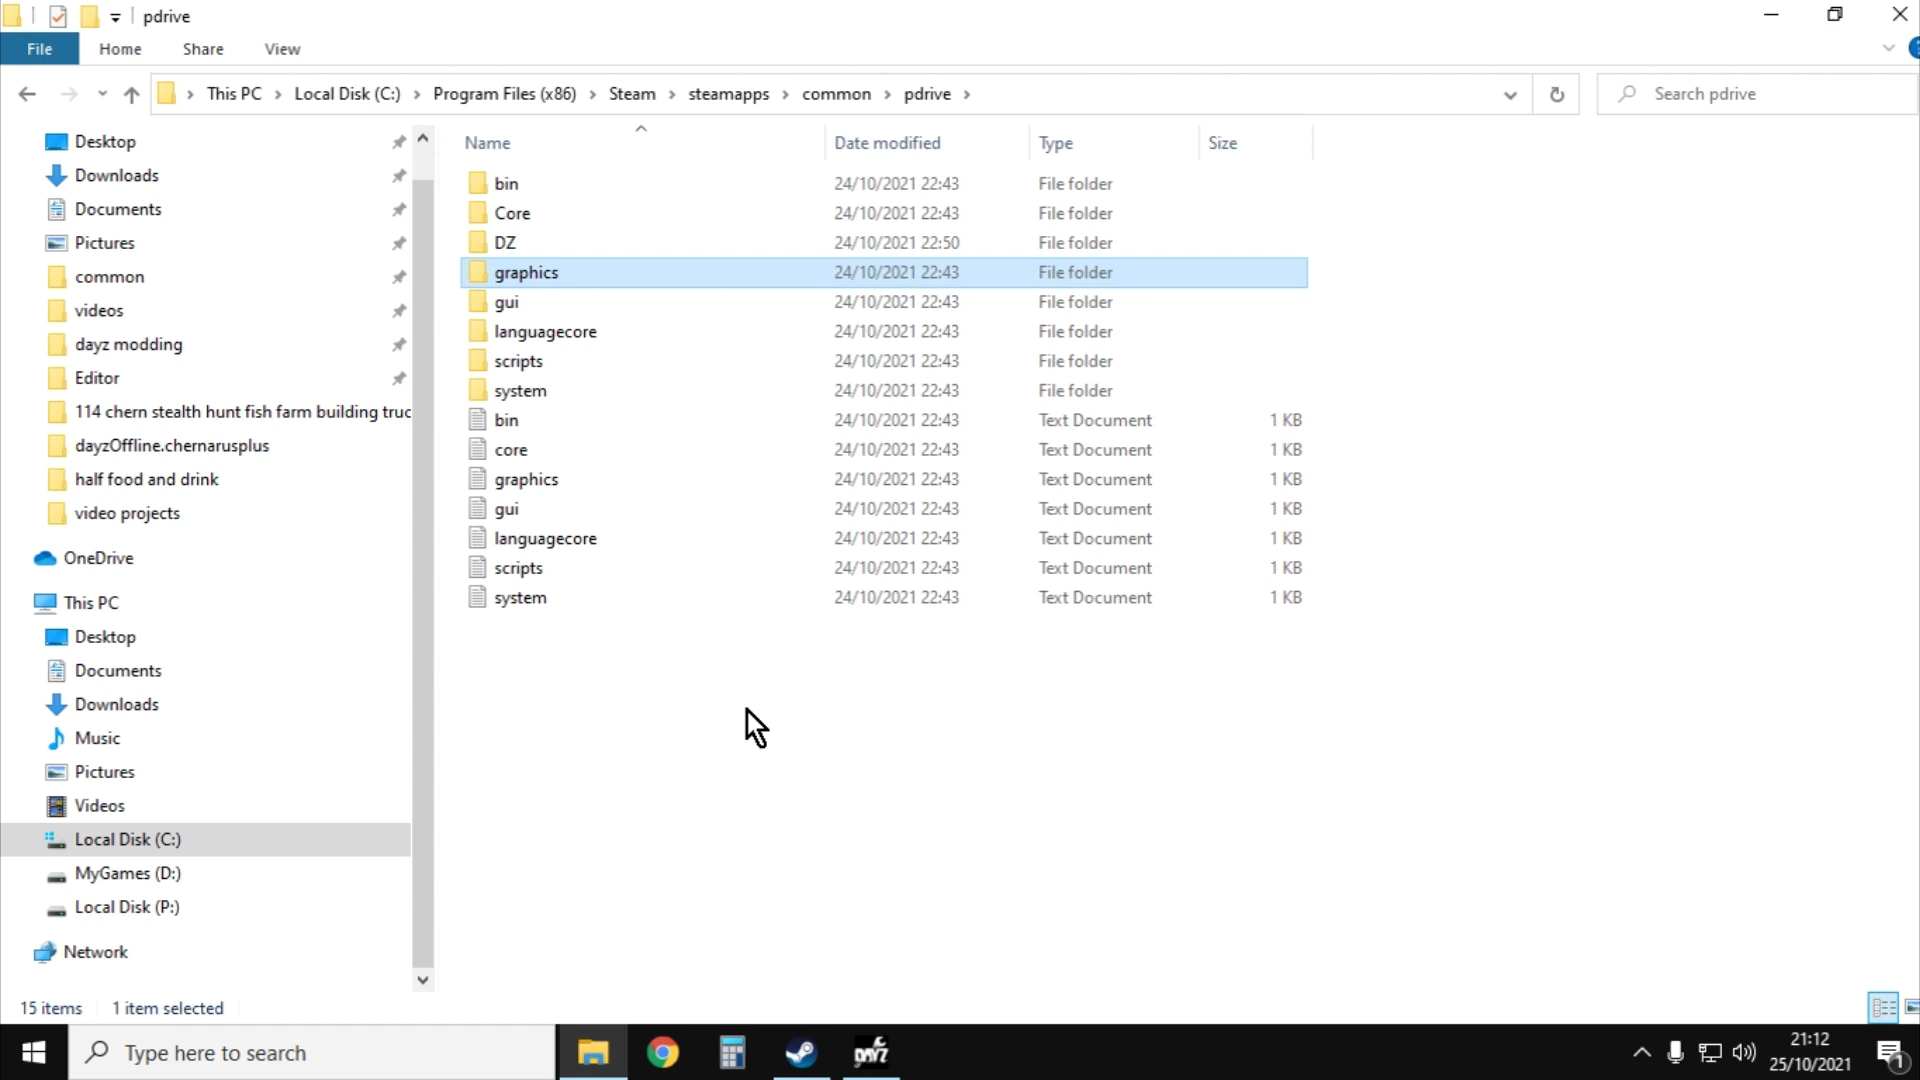 pdrive
File Home Share View
This PC Local Disk (C:) Program Files (x86) Steam steamapps common pdrive Search pdrive
Name Date modified Type Size
Desktop
Downloads
Documents
Pictures
common
videos
dayz modding
Editor
114 chern stealth hunt fish farm building truc
dayzOffline.chernarusplus
half food and drink
video projects
OneDrive
This PC
Desktop
Documents
Downloads
Music
Pictures
Videos
Local Disk (C:)
MyGames (D:)
Local Disk (P:)
Network
bin 24/10/2021 22:43 File folder
Core 24/10/2021 22:43 File folder
DZ 24/10/2021 22:50 File folder
graphics 24/10/2021 22:43 File folder
gui 24/10/2021 22:43 File folder
languagecore 24/10/2021 22:43 File folder
scripts 24/10/2021 22:43 File folder
system 24/10/2021 22:43 File folder
bin 24/10/2021 22:43 Text Document 1 KB
core 24/10/2021 22:43 Text Document 1 KB
graphics 24/10/2021 22:43 Text Document 1 KB
gui 24/10/2021 22:43 Text Document 1 KB
languagecore 24/10/2021 22:43 Text Document 1 KB
scripts 24/10/2021 22:43 Text Document 1 KB
system 24/10/2021 22:43 Text Document 1 KB
15 items 1 item selected
Type here to search
DAYZ
21:12
25/10/2021
1